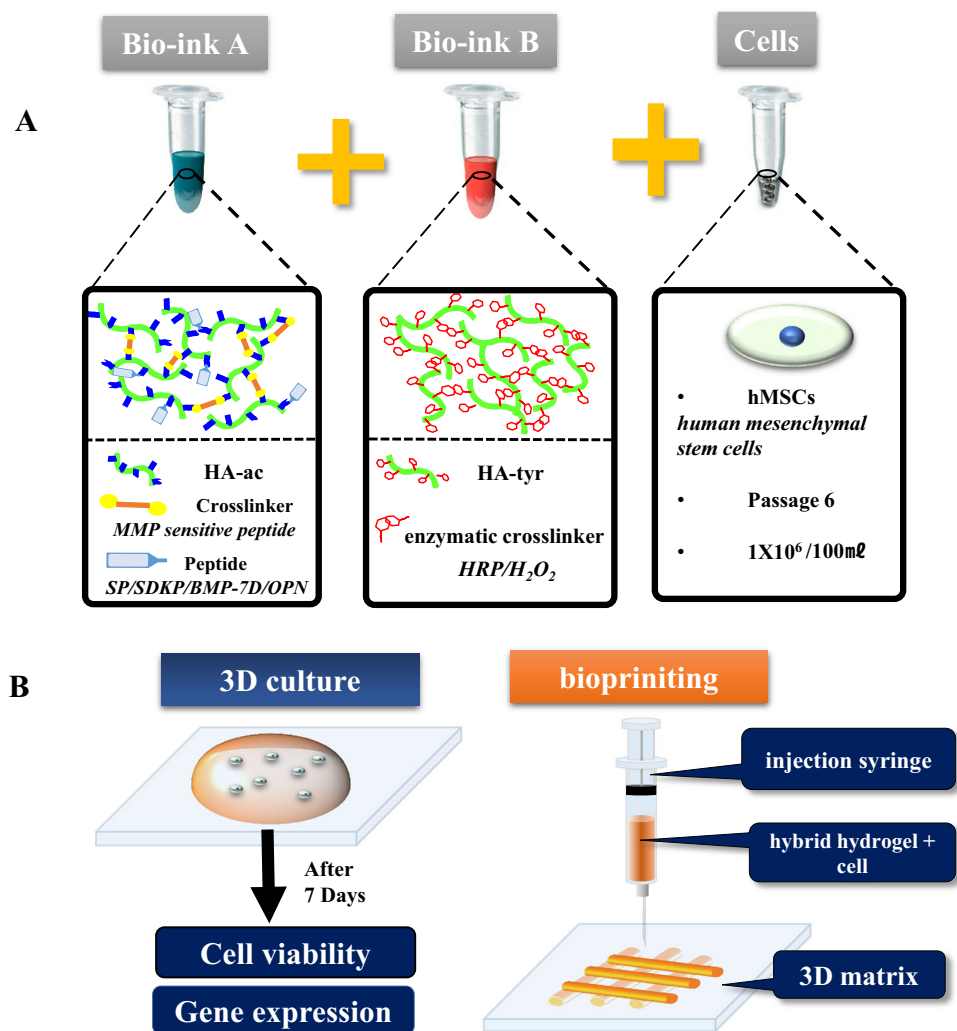 Bio-ink A
Bio-ink B
Cells
A
HA-ac
Crosslinker
MMP sensitive peptide
Peptide
SP/SDKP/BMP-7D/OPN
HA-tyr
enzymatic crosslinker
HRP/H₂O₂
• hMSCs
human mesenchymal
stem cells
• Passage 6
• 1X10⁶/100㎖
B
3D culture
After
7 Days
Cell viability
Gene expression
biopriniting
injection syringe
hybrid hydrogel +
cell
3D matrix